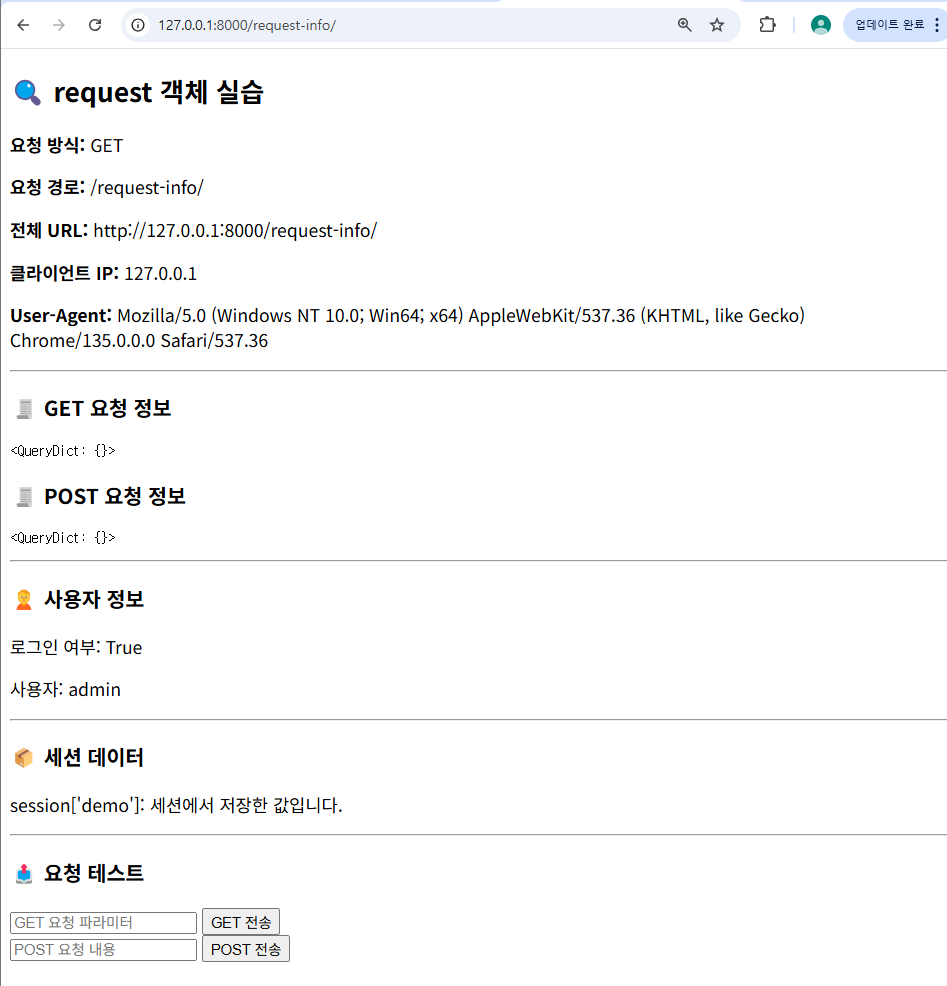 127.0.0.1:8000/request-info/
업데이트 완료
request 객체 실습
요청 방식: GET
요청 경로: /request-info/
전체 URL: http://127.0.0.1:8000/request-info/
클라이언트 IP: 127.0.0.1
User-Agent: Mozilla/5.0 (Windows NT 10.0; Win64; x64) AppleWebKit/537.36 (KHTML, like Gecko)
Chrome/135.0.0.0 Safari/537.36
GET 요청 정보
<QueryDict: {}>
POST 요청 정보
<QueryDict: {}>
사용자 정보
로그인 여부: True
사용자: admin
세션 데이터
session['demo']: 세션에서 저장한 값입니다.
요청 테스트
GET 요청 파라미터 GET 전송
POST 요청 내용 POST 전송